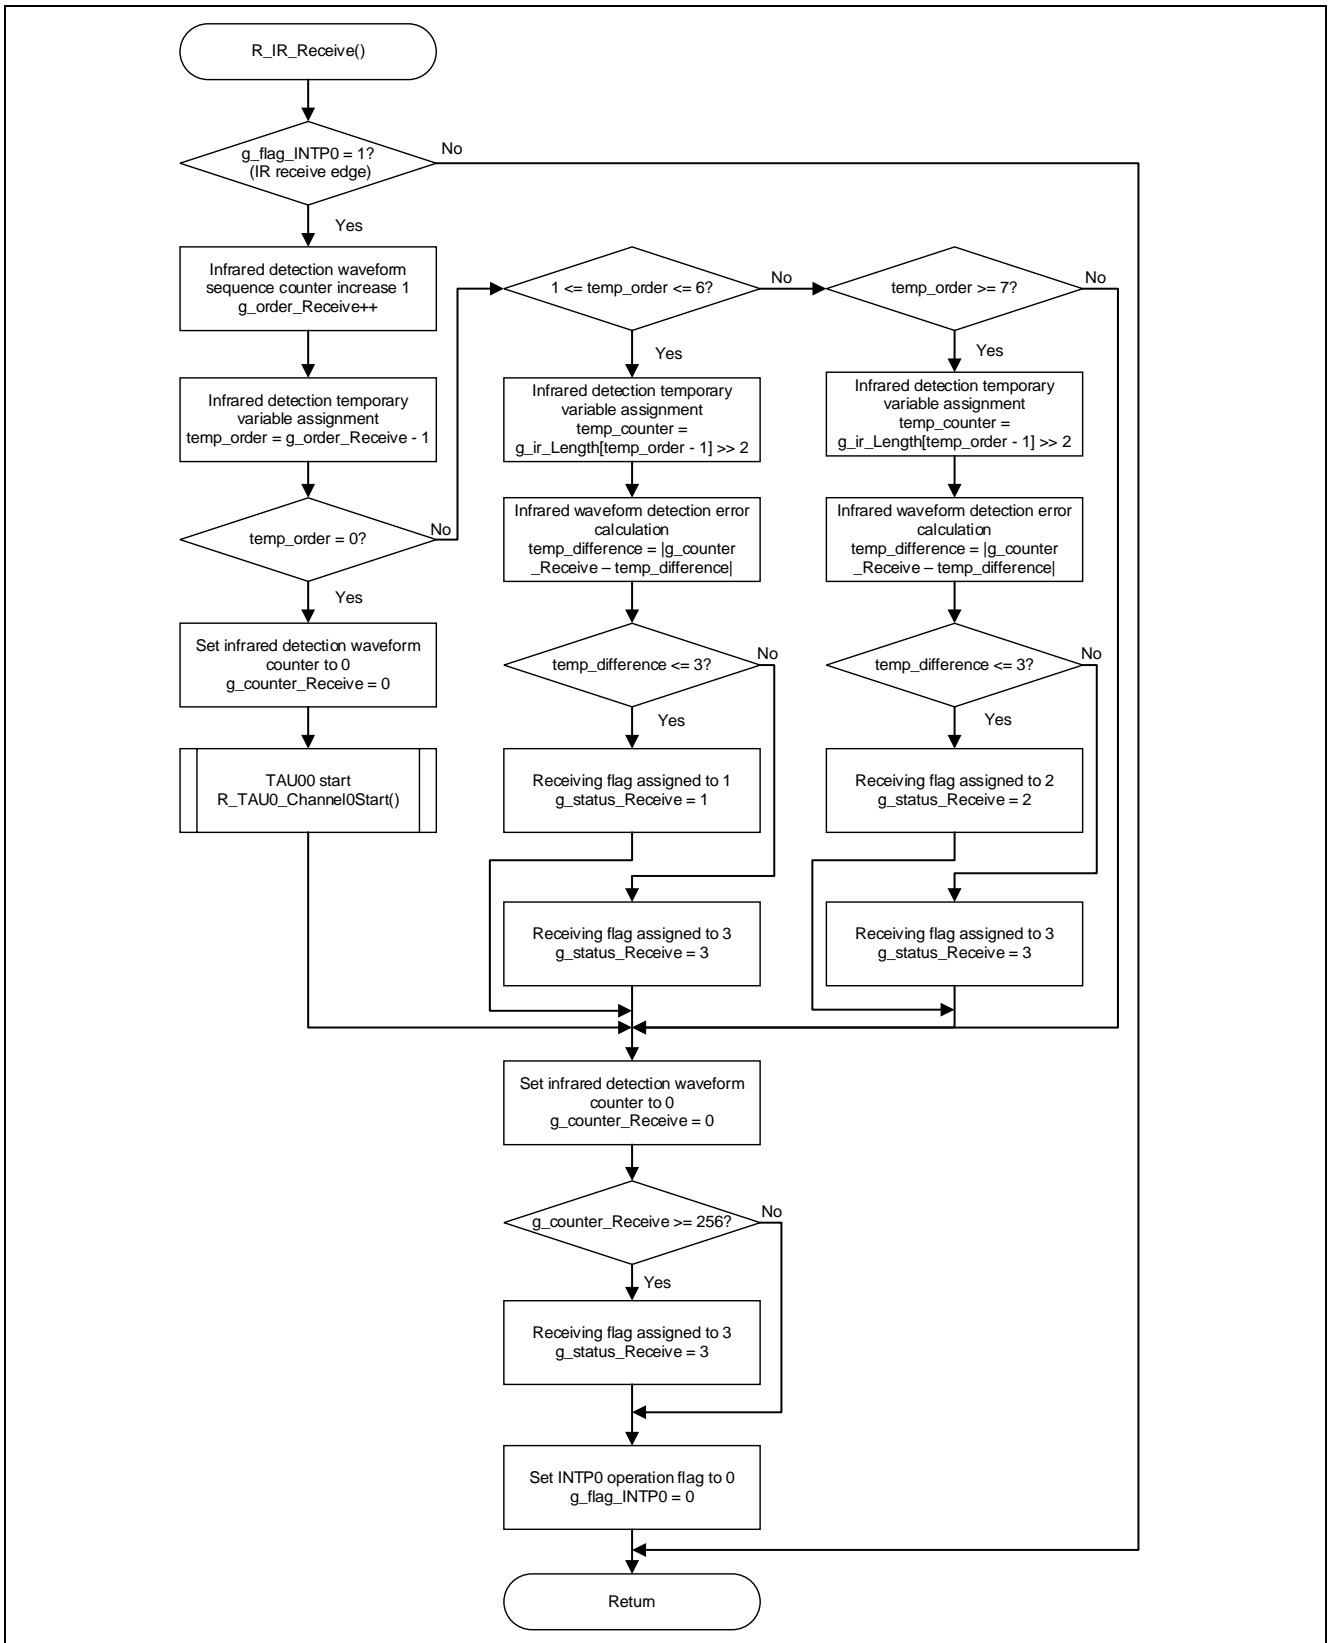 R_IR_Receive()
g_flag_INTP0 = 1?
(IR receive edge)
No
Yes
Infrared detection waveform
sequence counter increase 1
g_order_Receive++
Infrared detection temporary
variable assignment
temp_order = g_order_Receive - 1
temp_order = 0?
No
Yes
Set infrared detection waveform
counter to 0
g_counter_Receive = 0
TAU00 start
R_TAU0_Channel0Start()
1 <= temp_order <= 6?
No
Yes
Infrared detection temporary
variable assignment
temp_counter =
g_ir_Length[temp_order - 1] >> 2
Infrared waveform detection error
calculation
temp_difference = |g_counter
_Receive – temp_difference|
temp_difference <= 3?
No
Yes
Receiving flag assigned to 1
g_status_Receive = 1
Receiving flag assigned to 3
g_status_Receive = 3
temp_order >= 7?
No
Yes
Infrared detection temporary
variable assignment
temp_counter =
g_ir_Length[temp_order - 1] >> 2
Infrared waveform detection error
calculation
temp_difference = |g_counter
_Receive – temp_difference|
temp_difference <= 3?
No
Yes
Receiving flag assigned to 2
g_status_Receive = 2
Receiving flag assigned to 3
g_status_Receive = 3
Set infrared detection waveform
counter to 0
g_counter_Receive = 0
g_counter_Receive >= 256?
No
Yes
Receiving flag assigned to 3
g_status_Receive = 3
Set INTP0 operation flag to 0
g_flag_INTP0 = 0
Return